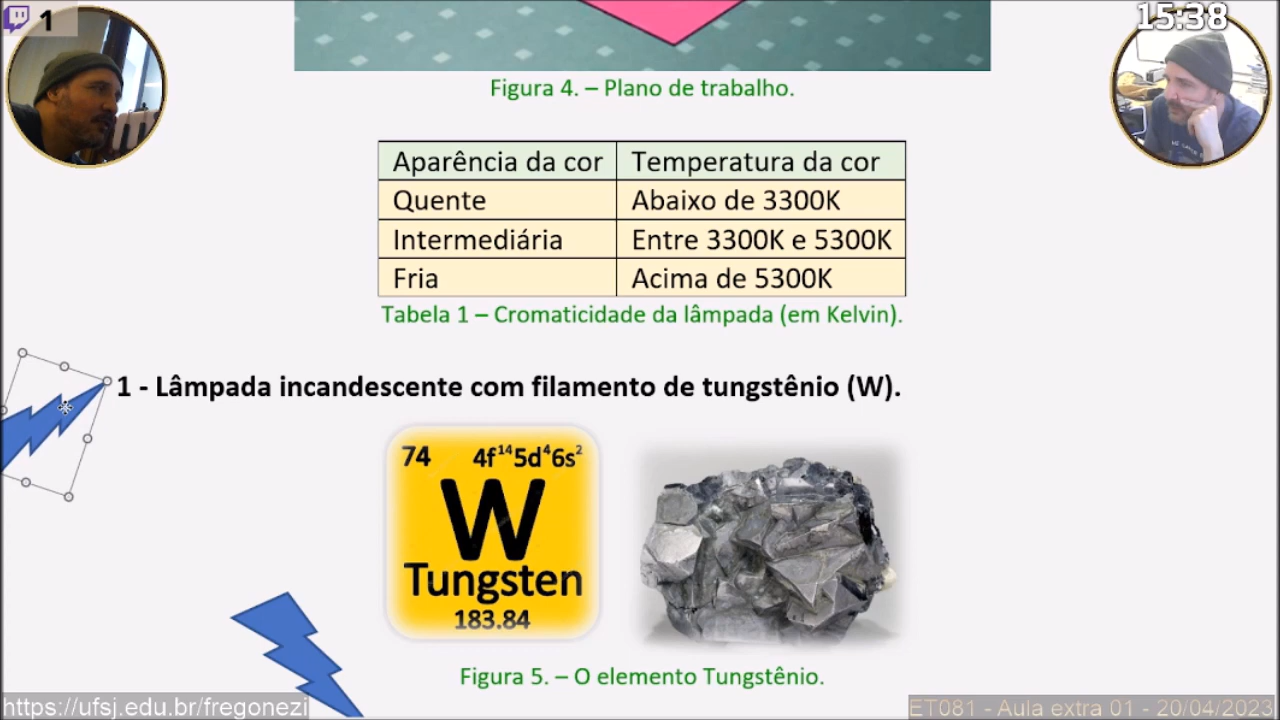 1
15:38
Figura 4. – Plano de trabalho.
Aparência da cor Temperatura da cor
Quente Abaixo de 3300K
Intermediária Entre 3300K e 5300K
Fria Acima de 5300K
Tabela 1 – Cromaticidade da lâmpada (em Kelvin).
1 - Lâmpada incandescente com filamento de tungstênio (W).
74 4f¹⁴5d⁴6s²
W
Tungsten
183.84
Figura 5. – O elemento Tungstênio.
https://ufsj.edu.br/fregonezi
ET081 - Aula extra 01 - 20/04/2023